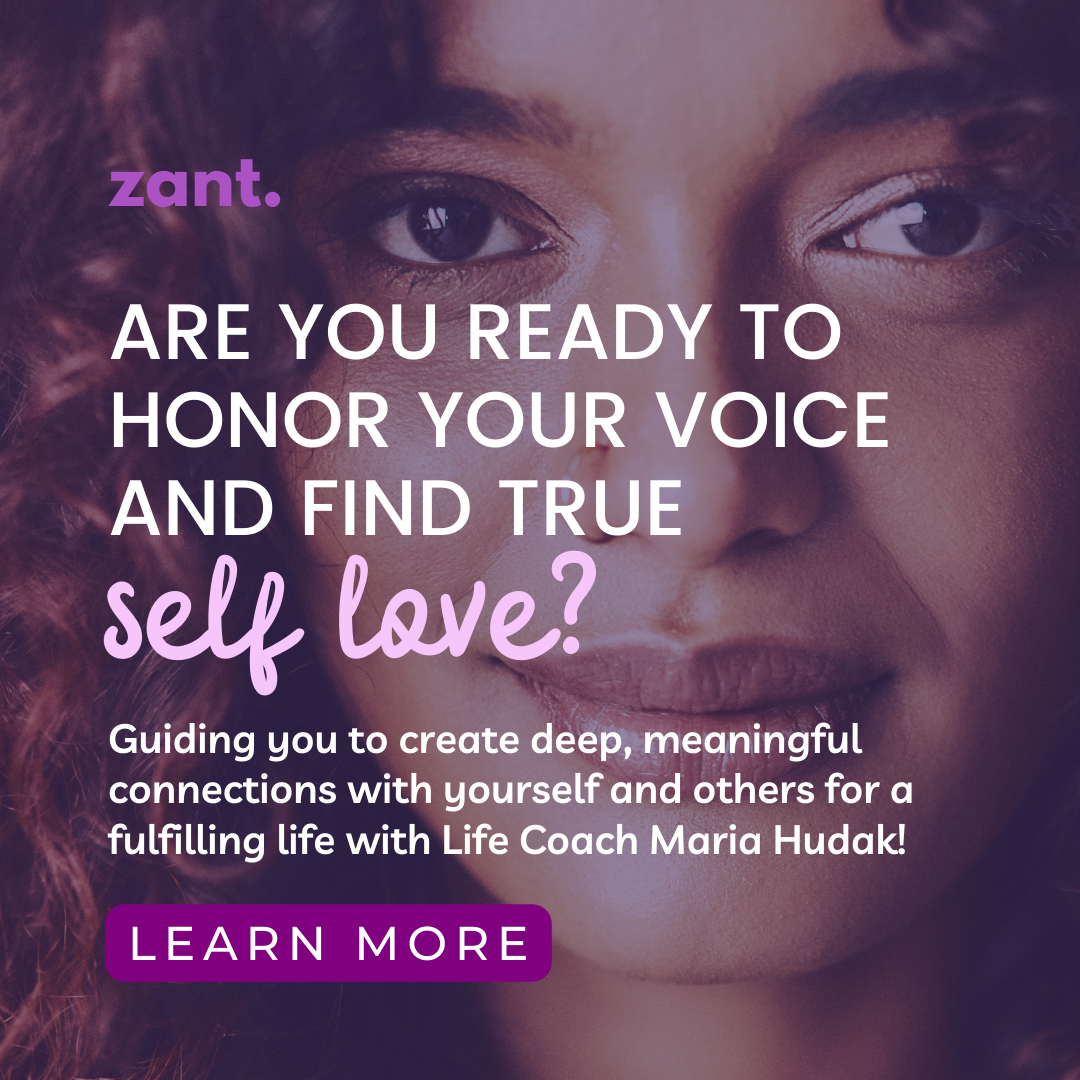 zant.
ARE YOU READY TO
HONOR YOUR VOICE
AND FIND TRUE
self love?
Guiding you to create deep, meaningful
connections with yourself and others for a
fulfilling life with Life Coach Maria Hudak!
LEARN MORE